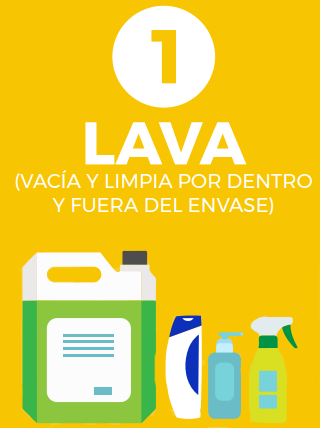 1
LAVA
(VACÍA Y LIMPIA POR DENTRO
Y FUERA DEL ENVASE)